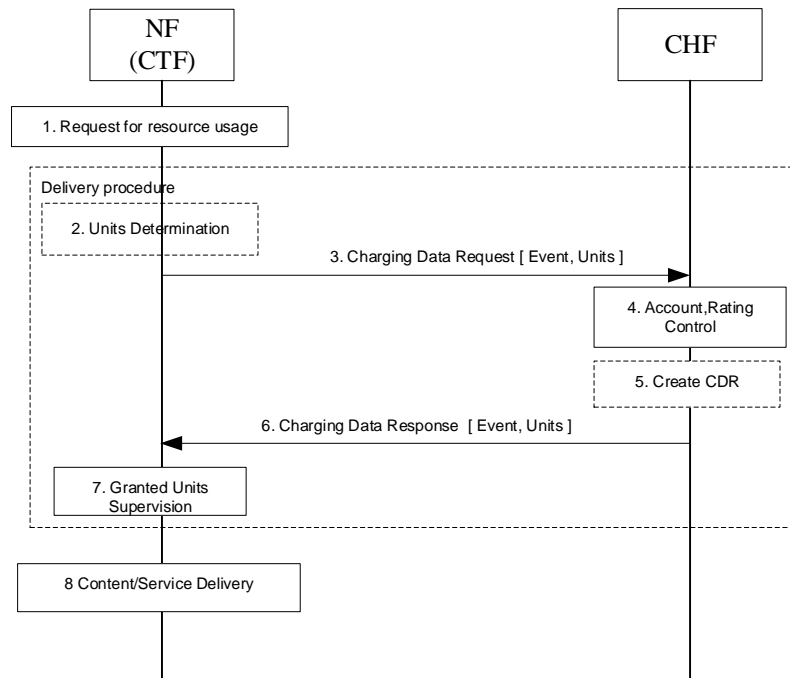 NF
(CTF)
CHF
1. Request for resource usage
Delivery procedure
2. Units Determination
3. Charging Data Request [ Event, Units ]
4. Account,Rating
Control
5. Create CDR
6. Charging Data Response [ Event, Units ]
7. Granted Units
Supervision
8 Content/Service Delivery